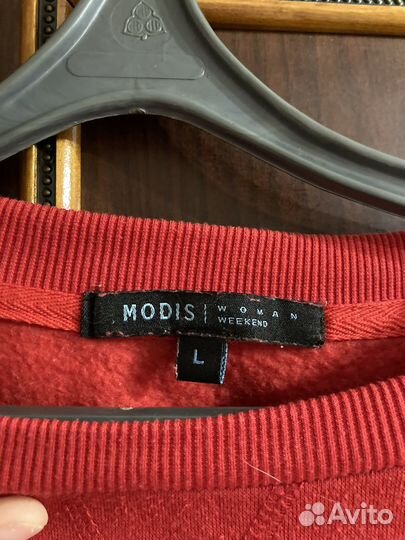 MODIS | WOMAN
WEEKEND
L
Avito